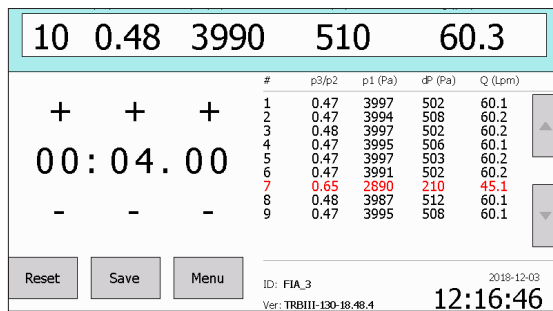 10 0.48 3990 510 60.3
# p3/p2 p1 (Pa) dP (Pa) Q (Lpm)
1 0.47 3997 502 60.1
2 0.47 3994 508 60.2
3 0.48 3997 502 60.2
4 0.47 3995 506 60.1
5 0.47 3997 503 60.2
6 0.47 3991 502 60.2
7 0.65 2890 210 45.1
8 0.48 3987 512 60.1
9 0.47 3995 508 60.1
+ + +
00:04.00
- - -
Reset Save Menu
ID: FIA_3
Ver: TRBIII-130-18.48.4
2018-12-03
12:16:46